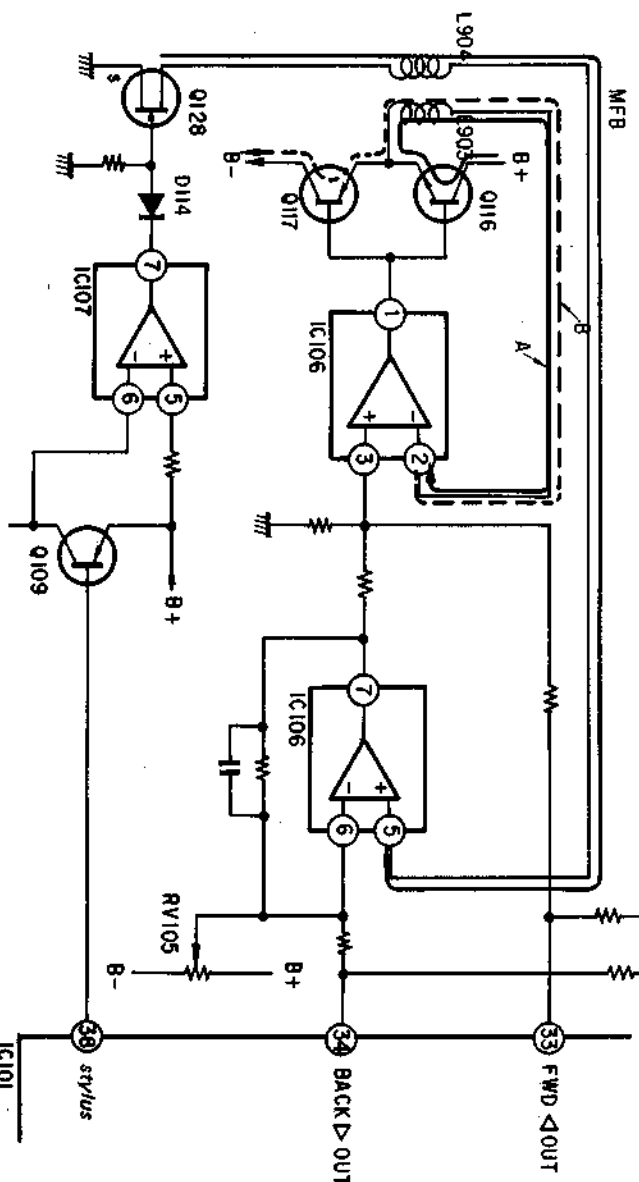 MFB
B+
B
A
33
FWD ◁OUT
L904
L903
Q116
2
5
1
3
7
6
34
BACK▷OUT
B-
Q117
IC106
IC106
B+
RV105
B-
Q128
D114
5
B+
7
6
S
IC107
Q109
38
stylus
IC101